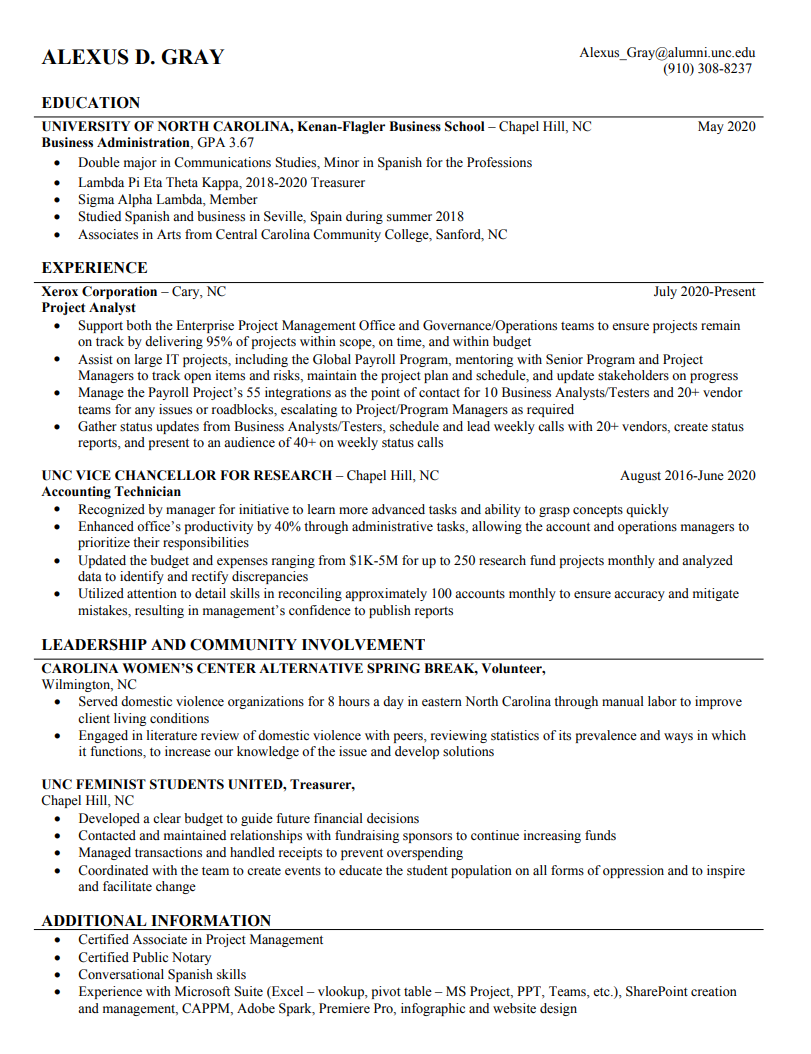 ALEXUS D. GRAY
Alexus_Gray@alumni.unc.edu
(910) 308-8237
EDUCATION
UNIVERSITY OF NORTH CAROLINA, Kenan-Flagler Business School – Chapel Hill, NC May 2020
Business Administration, GPA 3.67
• Double major in Communications Studies, Minor in Spanish for the Professions
• Lambda Pi Eta Theta Kappa, 2018-2020 Treasurer
• Sigma Alpha Lambda, Member
• Studied Spanish and business in Seville, Spain during summer 2018
• Associates in Arts from Central Carolina Community College, Sanford, NC
EXPERIENCE
Xerox Corporation – Cary, NC July 2020-Present
Project Analyst
• Support both the Enterprise Project Management Office and Governance/Operations teams to ensure projects remain
on track by delivering 95% of projects within scope, on time, and within budget
• Assist on large IT projects, including the Global Payroll Program, mentoring with Senior Program and Project
Managers to track open items and risks, maintain the project plan and schedule, and update stakeholders on progress
• Manage the Payroll Project’s 55 integrations as the point of contact for 10 Business Analysts/Testers and 20+ vendor
teams for any issues or roadblocks, escalating to Project/Program Managers as required
• Gather status updates from Business Analysts/Testers, schedule and lead weekly calls with 20+ vendors, create status
reports, and present to an audience of 40+ on weekly status calls
UNC VICE CHANCELLOR FOR RESEARCH – Chapel Hill, NC August 2016-June 2020
Accounting Technician
• Recognized by manager for initiative to learn more advanced tasks and ability to grasp concepts quickly
• Enhanced office’s productivity by 40% through administrative tasks, allowing the account and operations managers to
prioritize their responsibilities
• Updated the budget and expenses ranging from $1K-5M for up to 250 research fund projects monthly and analyzed
data to identify and rectify discrepancies
• Utilized attention to detail skills in reconciling approximately 100 accounts monthly to ensure accuracy and mitigate
mistakes, resulting in management’s confidence to publish reports
LEADERSHIP AND COMMUNITY INVOLVEMENT
CAROLINA WOMEN’S CENTER ALTERNATIVE SPRING BREAK, Volunteer,
Wilmington, NC
• Served domestic violence organizations for 8 hours a day in eastern North Carolina through manual labor to improve
client living conditions
• Engaged in literature review of domestic violence with peers, reviewing statistics of its prevalence and ways in which
it functions, to increase our knowledge of the issue and develop solutions
UNC FEMINIST STUDENTS UNITED, Treasurer,
Chapel Hill, NC
• Developed a clear budget to guide future financial decisions
• Contacted and maintained relationships with fundraising sponsors to continue increasing funds
• Managed transactions and handled receipts to prevent overspending
• Coordinated with the team to create events to educate the student population on all forms of oppression and to inspire
and facilitate change
ADDITIONAL INFORMATION
• Certified Associate in Project Management
• Certified Public Notary
• Conversational Spanish skills
• Experience with Microsoft Suite (Excel – vlookup, pivot table – MS Project, PPT, Teams, etc.), SharePoint creation
and management, CAPPM, Adobe Spark, Premiere Pro, infographic and website design